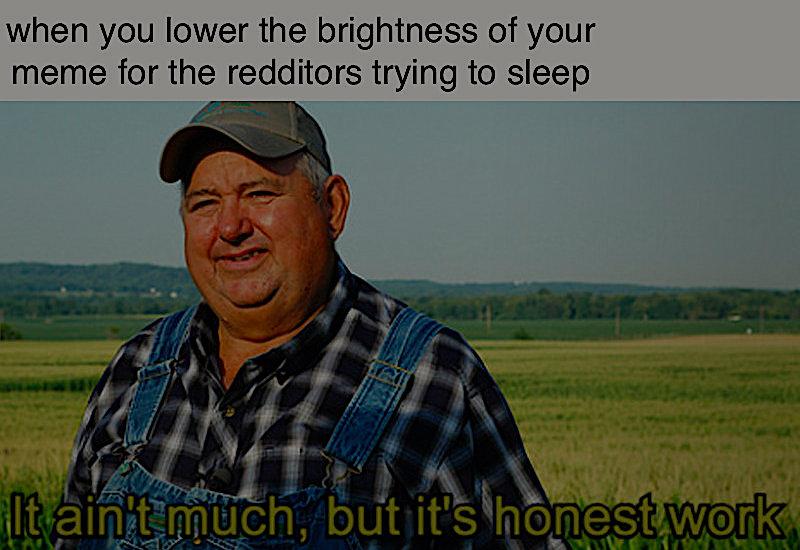 when you lower the brightness of your
meme for the redditors trying to sleep
It ain't much, but it's honest work